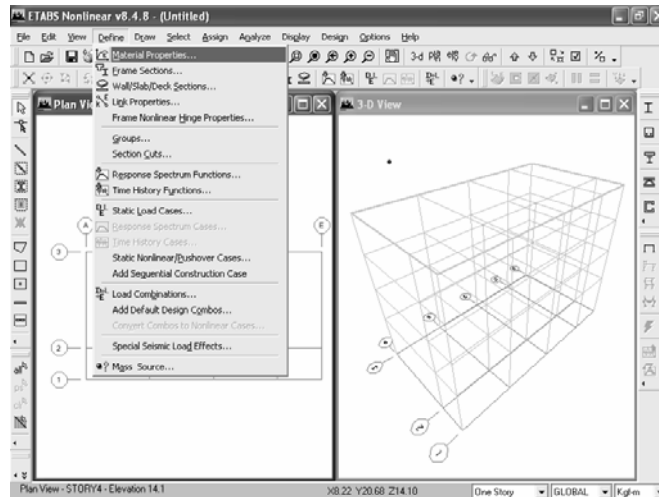 ETABS Nonlinear v8.4.8 - (Untitled)
File Edit View Define Draw Select Assign Analyze Display Design Options Help
3-d
Material Properties...
Frame Sections...
Wall/Slab/Deck Sections...
Link Properties...
Frame Nonlinear Hinge Properties...
Groups...
Section Cuts...
Response Spectrum Functions...
Time History Functions...
Static Load Cases...
Response Spectrum Cases...
Time History Cases...
Static Nonlinear/Pushover Cases...
Add Sequential Construction Case
Load Combinations...
Add Default Design Combos...
Convert Combos to Nonlinear Cases...
Special Seismic Load Effects...
Mass Source...
Plan Vie
A
E
3
2
1
3-D View
Plan View - STORY4 - Elevation 14.1
X8.22 Y20.68 Z14.10
One Story
GLOBAL
Kgf-m